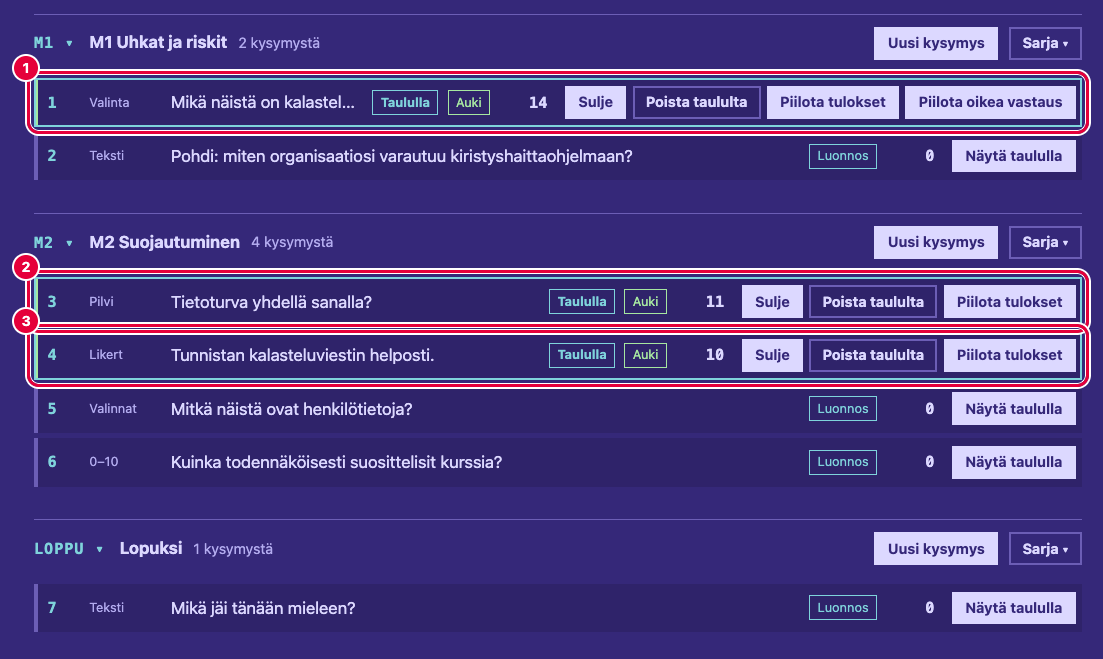 M1 ▾ M1 Uhkat ja riskit 2 kysymystä Uusi kysymys Sarja ▾
1
1 Valinta Mikä näistä on kalastel... Taululla Auki 14 Sulje Poista taululta Piilota tulokset Piilota oikea vastaus
2 Teksti Pohdi: miten organisaatiosi varautuu kiristyshaittaohjelmaan? Luonnos 0 Näytä taululla
M2 ▾ M2 Suojautuminen 4 kysymystä Uusi kysymys Sarja ▾
2
3 Pilvi Tietoturva yhdellä sanalla? Taululla Auki 11 Sulje Poista taululta Piilota tulokset
3
4 Likert Tunnistan kalasteluviestin helposti. Taululla Auki 10 Sulje Poista taululta Piilota tulokset
5 Valinnat Mitkä näistä ovat henkilötietoja? Luonnos 0 Näytä taululla
6 0–10 Kuinka todennäköisesti suosittelisit kurssia? Luonnos 0 Näytä taululla
LOPPU ▾ Lopuksi 1 kysymystä Uusi kysymys Sarja ▾
7 Teksti Mikä jäi tänään mieleen? Luonnos 0 Näytä taululla